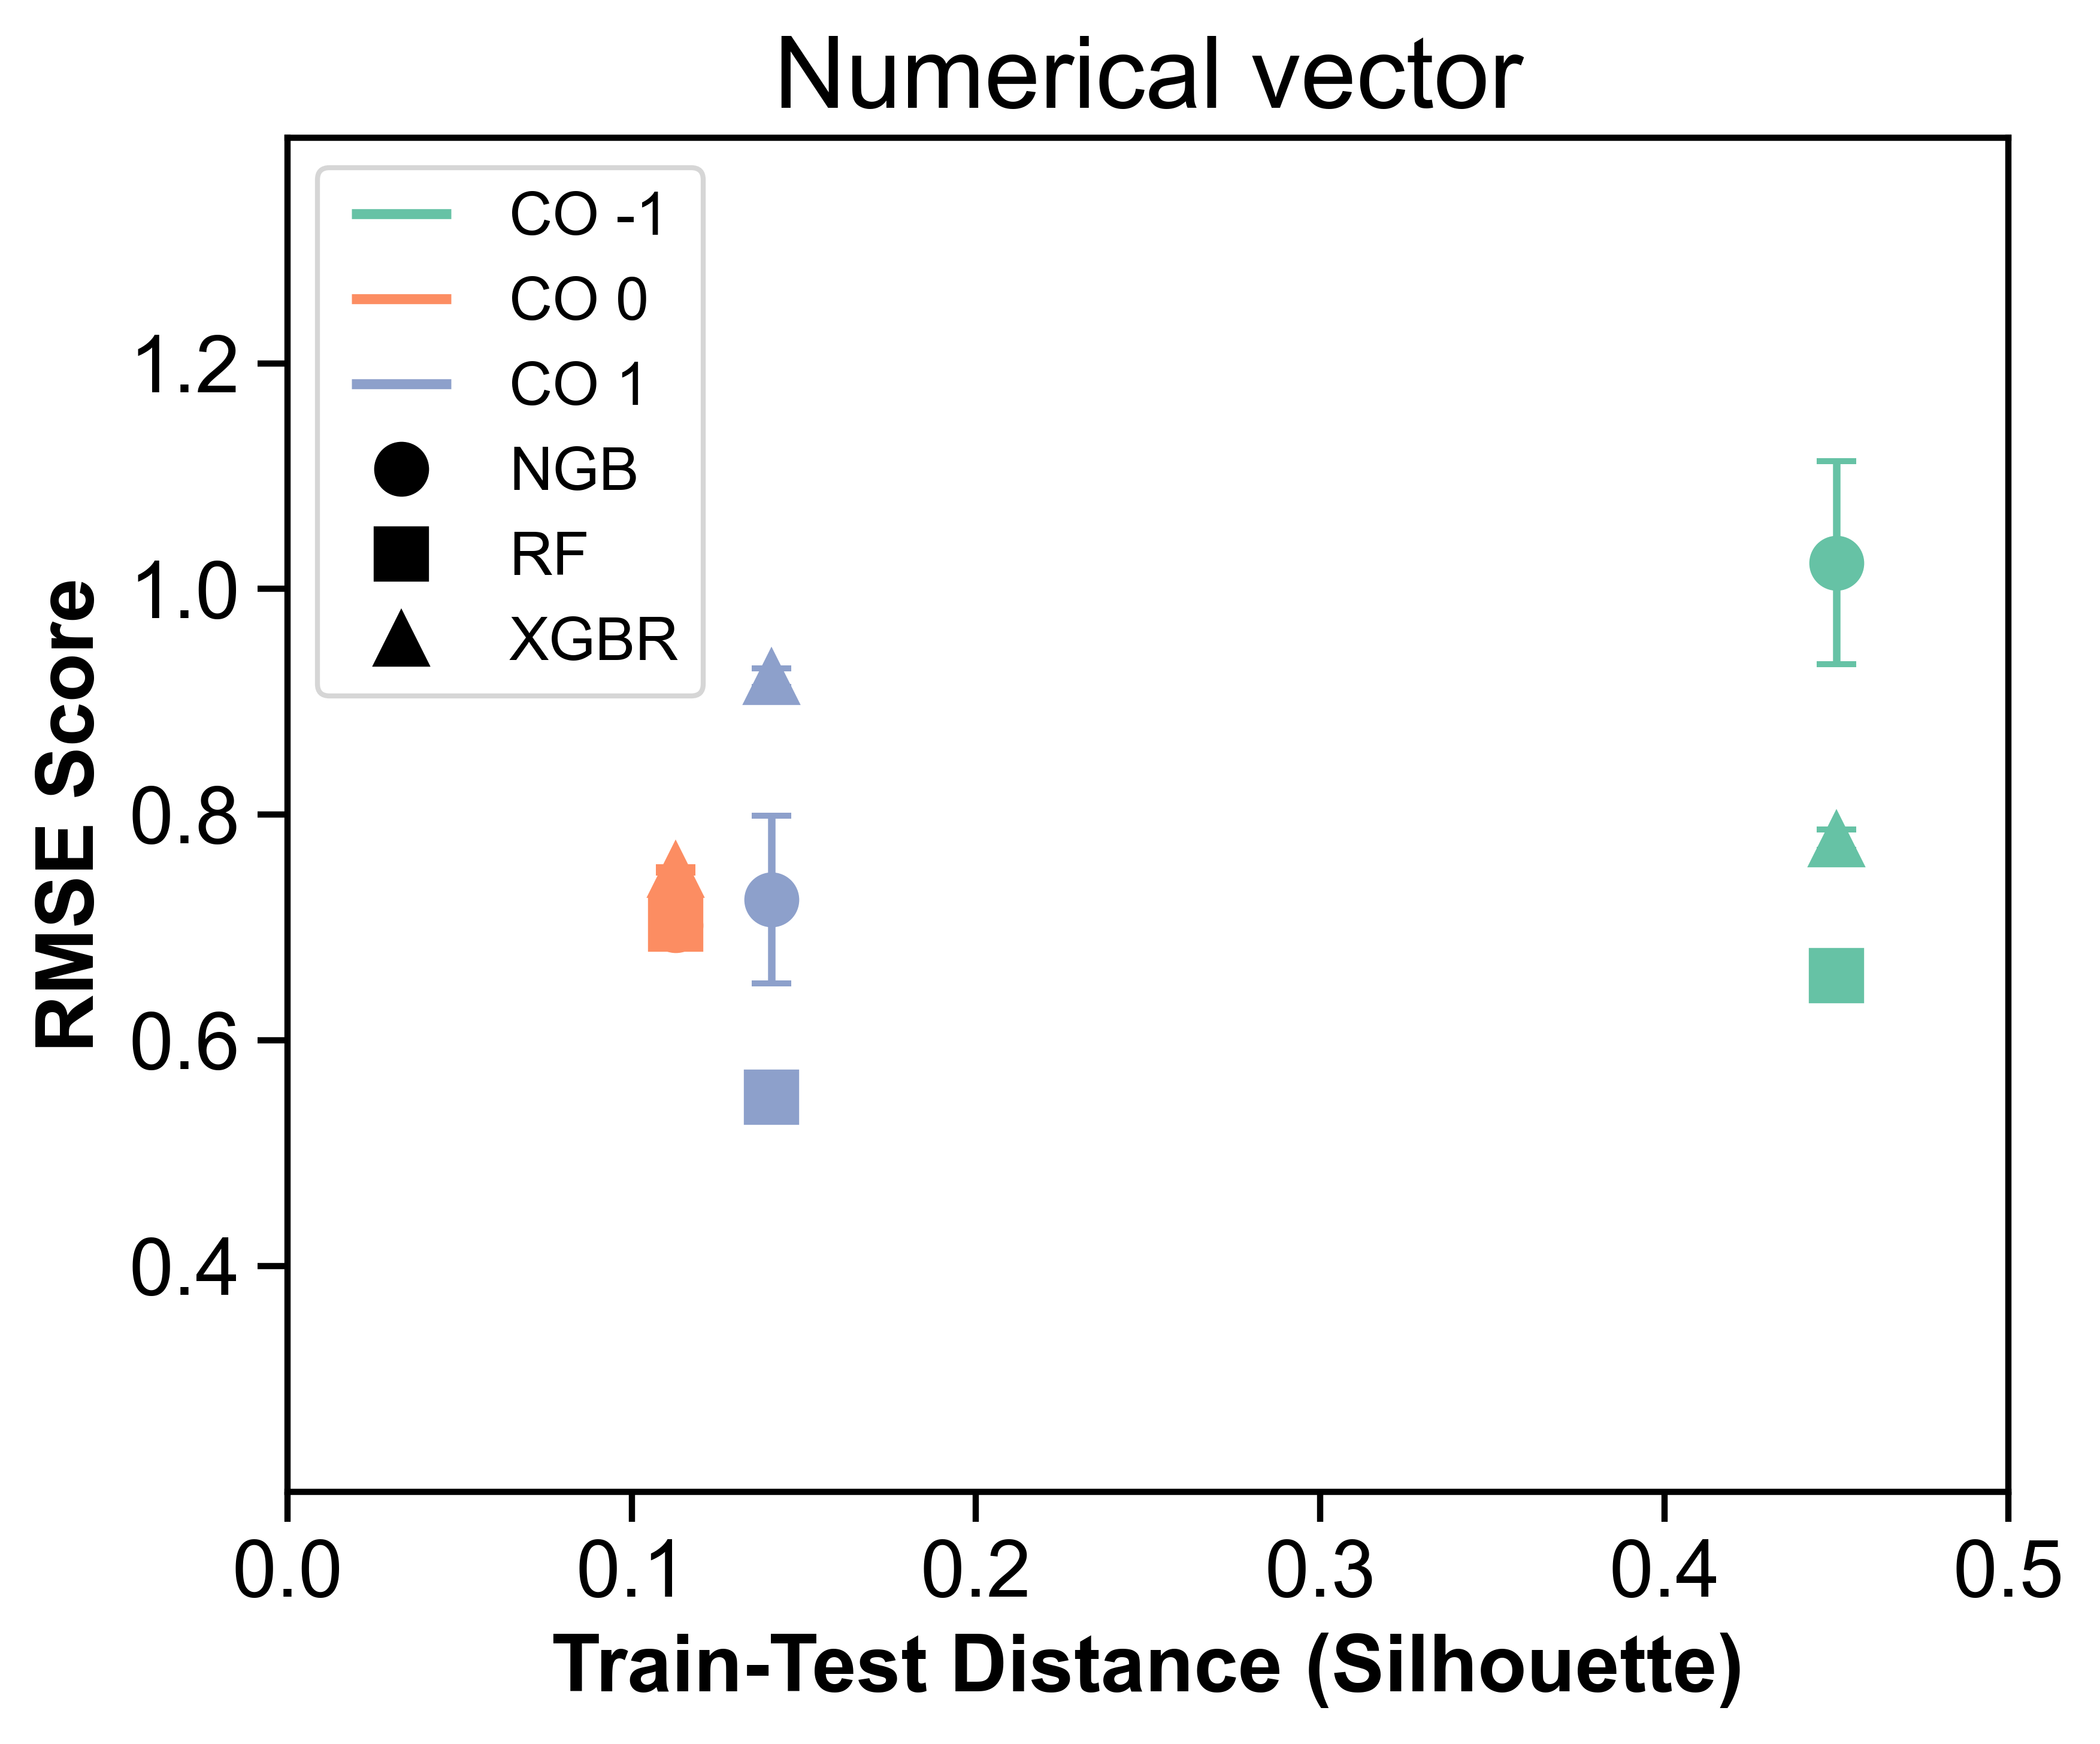 Numerical vector
CO -1
CO 0
CO 1
NGB
RF
XGBR
RMSE Score
1.2
1.0
0.8
0.6
0.4
0.0 0.1 0.2 0.3 0.4 0.5
Train-Test Distance (Silhouette)